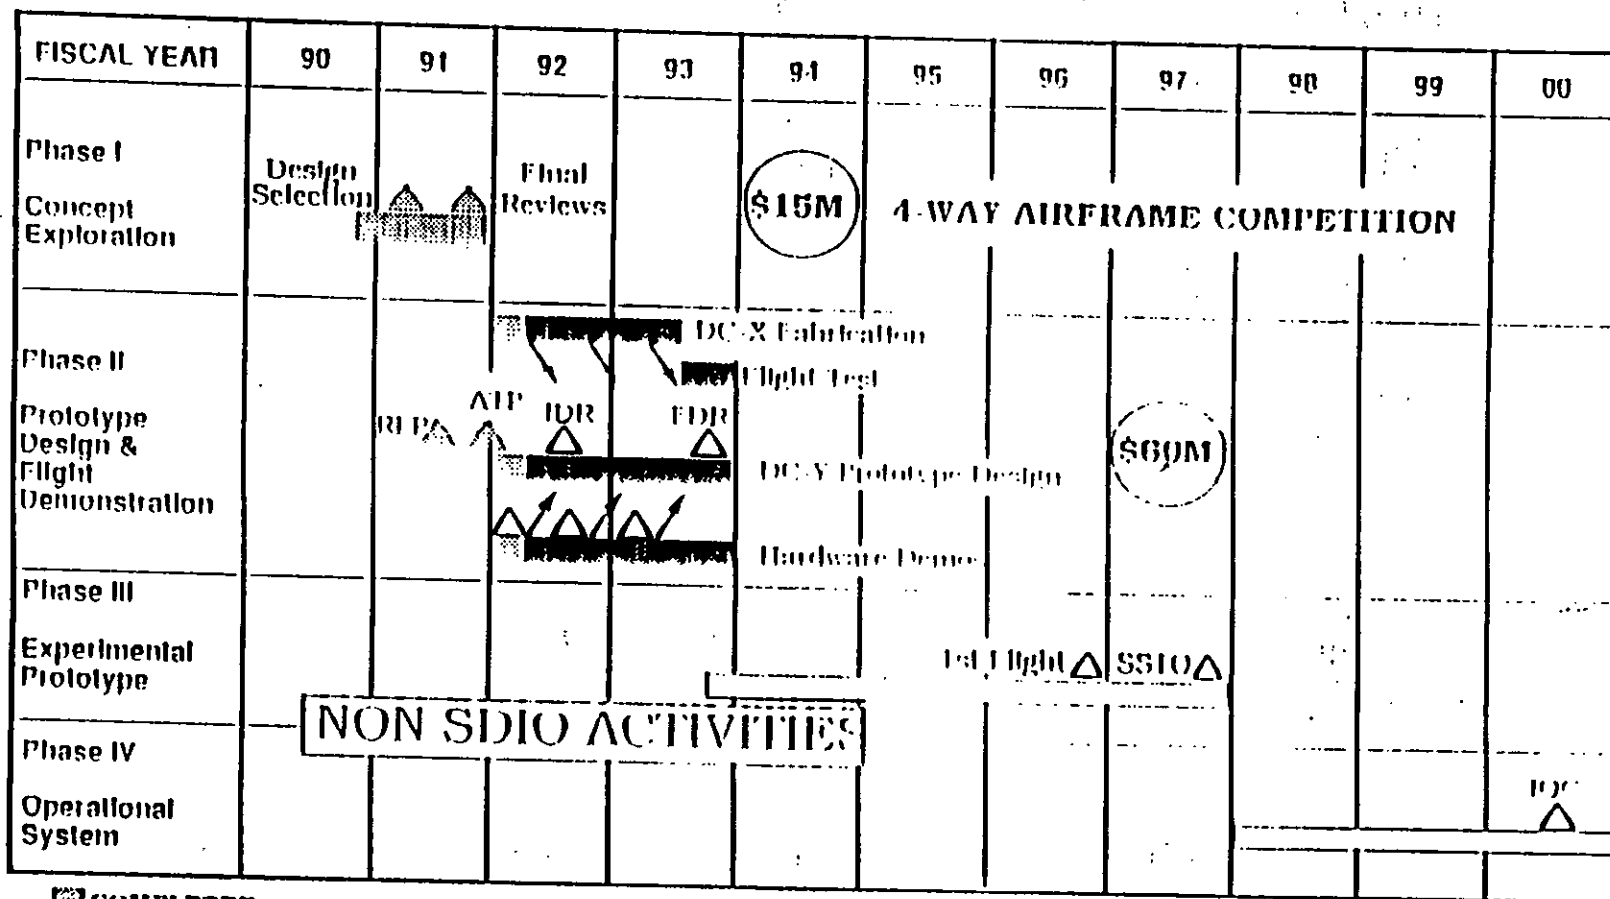 FISCAL YEAR 90 91 92 93 94 95 96 97 98 99 00
Phase I
Concept
Exploration
Design
Selection
Final
Reviews
$15M
4-WAY AIRFRAME COMPETITION
Phase II
Prototype
Design &
Flight
Demonstration
DC-X Fabrication
Flight Test
RFP
ATP
IDR
FDR
DC-Y Prototype Design
$60M
Hardware Demo
Phase III
Experimental
Prototype
1st Flight
SSTO
NON SDIO ACTIVITIES
Phase IV
Operational
System
IOC